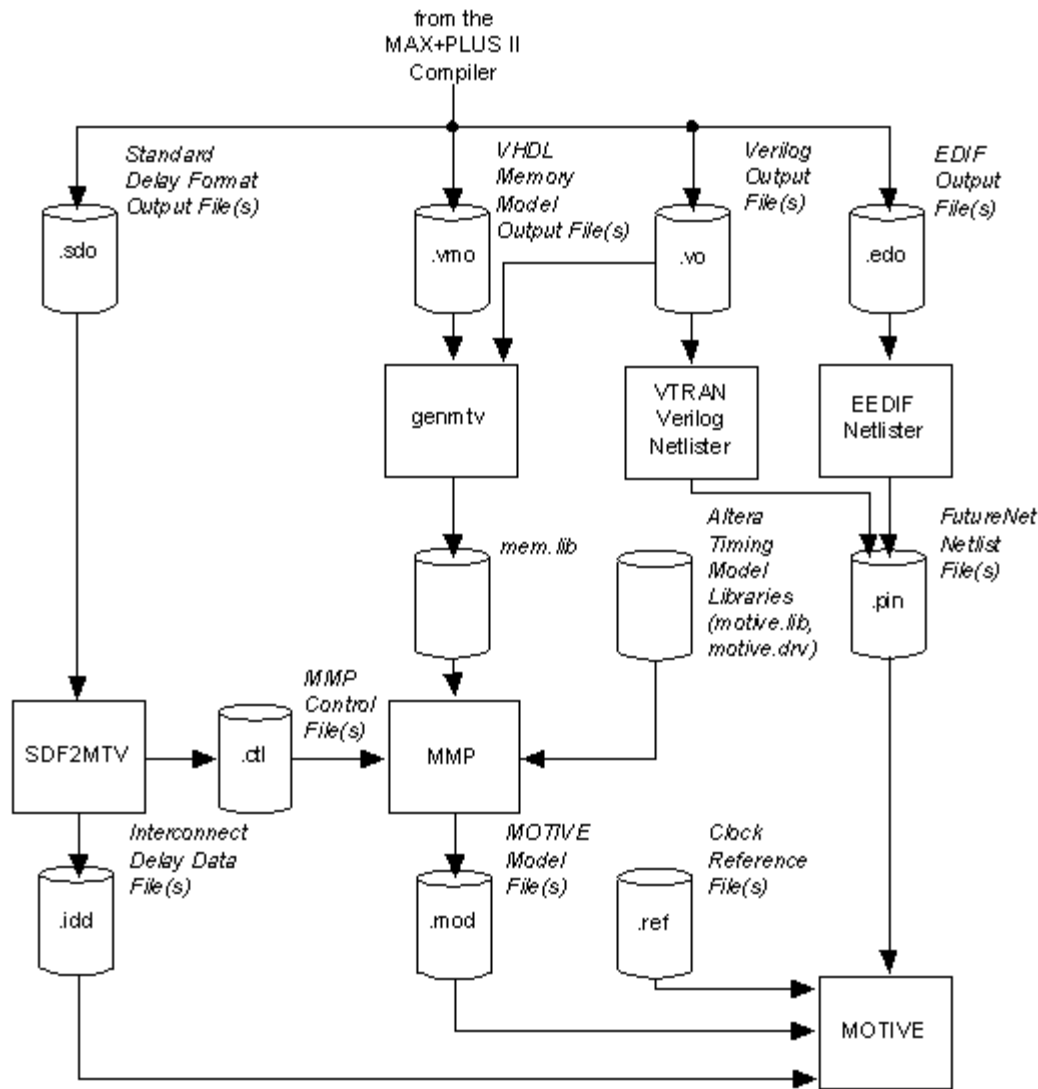 from the
MAX+PLUS II
Compiler
Standard
Delay Format
Output File(s)
VHDL
Memory
Model
Output File(s)
Verilog
Output
File(s)
EDIF
Output
File(s)
.sdo
.vmo
.vo
.edo
genmtv
VTRAN
Verilog
Netlister
EEDIF
Netlister
mem.lib
Altera
Timing
Model
Libraries
(motive.lib,
motive.drv)
FutureNet
Netlist
File(s)
.pin
SDF2MTV
.ctl
MMP
Control
File(s)
MMP
Interconnect
Delay Data
File(s)
MOTIVE
Model
File(s)
Clock
Reference
File(s)
.idd
.mod
.ref
MOTIVE